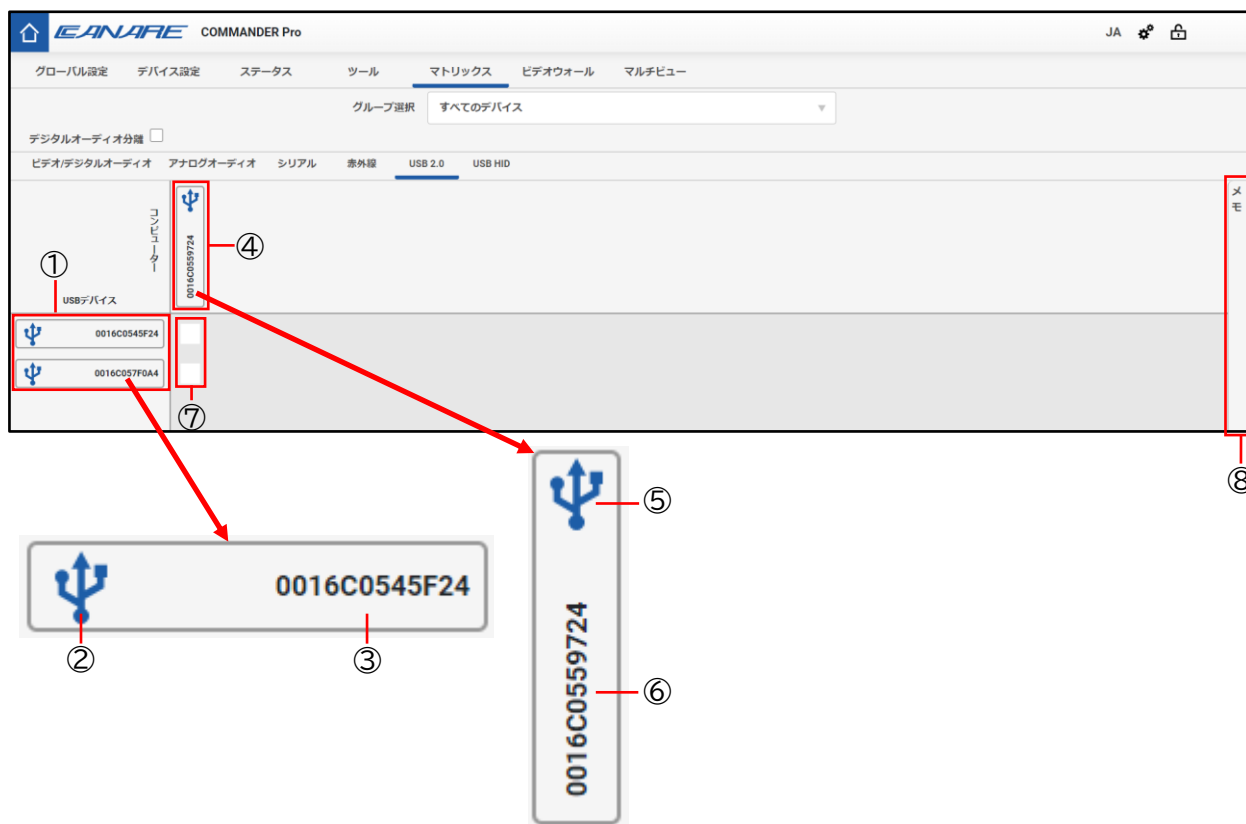 CANARE COMMANDER Pro JA
グローバル設定 デバイス設定 ステータス ツール マトリックス ビデオウォール マルチビュー
グループ選択 すべてのデバイス
デジタルオーディオ分離
ビデオ/デジタルオーディオ アナログオーディオ シリアル 赤外線 USB 2.0 USB HID
コンピューター
0016C0559724
④
メモ
①
USBデバイス
0016C0545F24
0016C057F0A4
⑦
⑧
⑤
0016C0545F24
②
③
0016C0559724
⑥